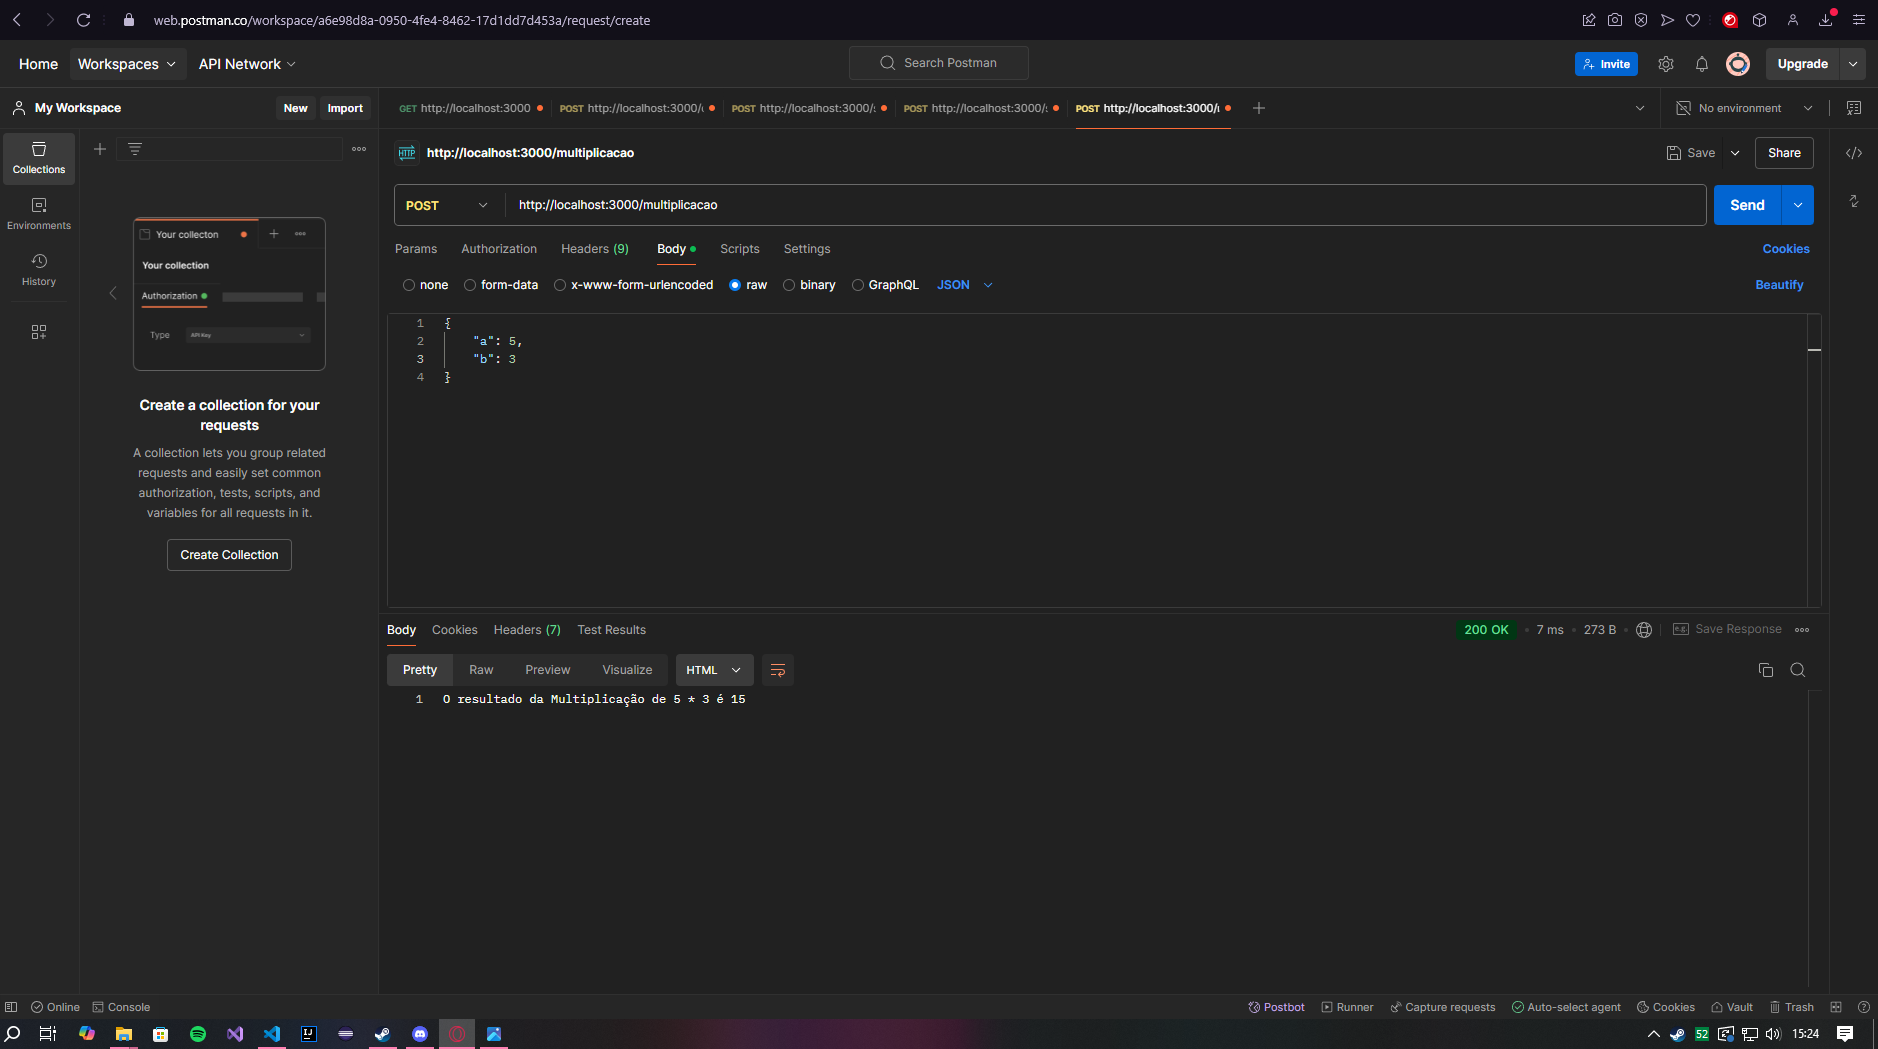 web.postman.co/workspace/a6e98d8a-0950-4fe4-8462-17d1dd7d453a/request/create
Home Workspaces API Network Search Postman Invite Upgrade
My Workspace New Import GET http://localhost:3000 POST http://localhost:3000/ POST http://localhost:3000/ POST http://localhost:3000/ POST http://localhost:3000/ No environment
Collections
Environments
History
Your collecton
Your collection
Authorization
Type API Key
Create a collection for your
requests
A collection lets you group related
requests and easily set common
authorization, tests, scripts, and
variables for all requests in it.
Create Collection
HTTP http://localhost:3000/multiplicacao Save Share
POST http://localhost:3000/multiplicacao Send
Params Authorization Headers (9) Body Scripts Settings Cookies
none form-data x-www-form-urlencoded raw binary GraphQL JSON Beautify
1 {
2 "a": 5,
3 "b": 3
4 }
Body Cookies Headers (7) Test Results 200 OK 7 ms 273 B e.g. Save Response
Pretty Raw Preview Visualize HTML
1 O resultado da Multiplicação de 5 * 3 é 15
Online Console Postbot Runner Capture requests Auto-select agent Cookies Vault Trash
IJ 52 15:24